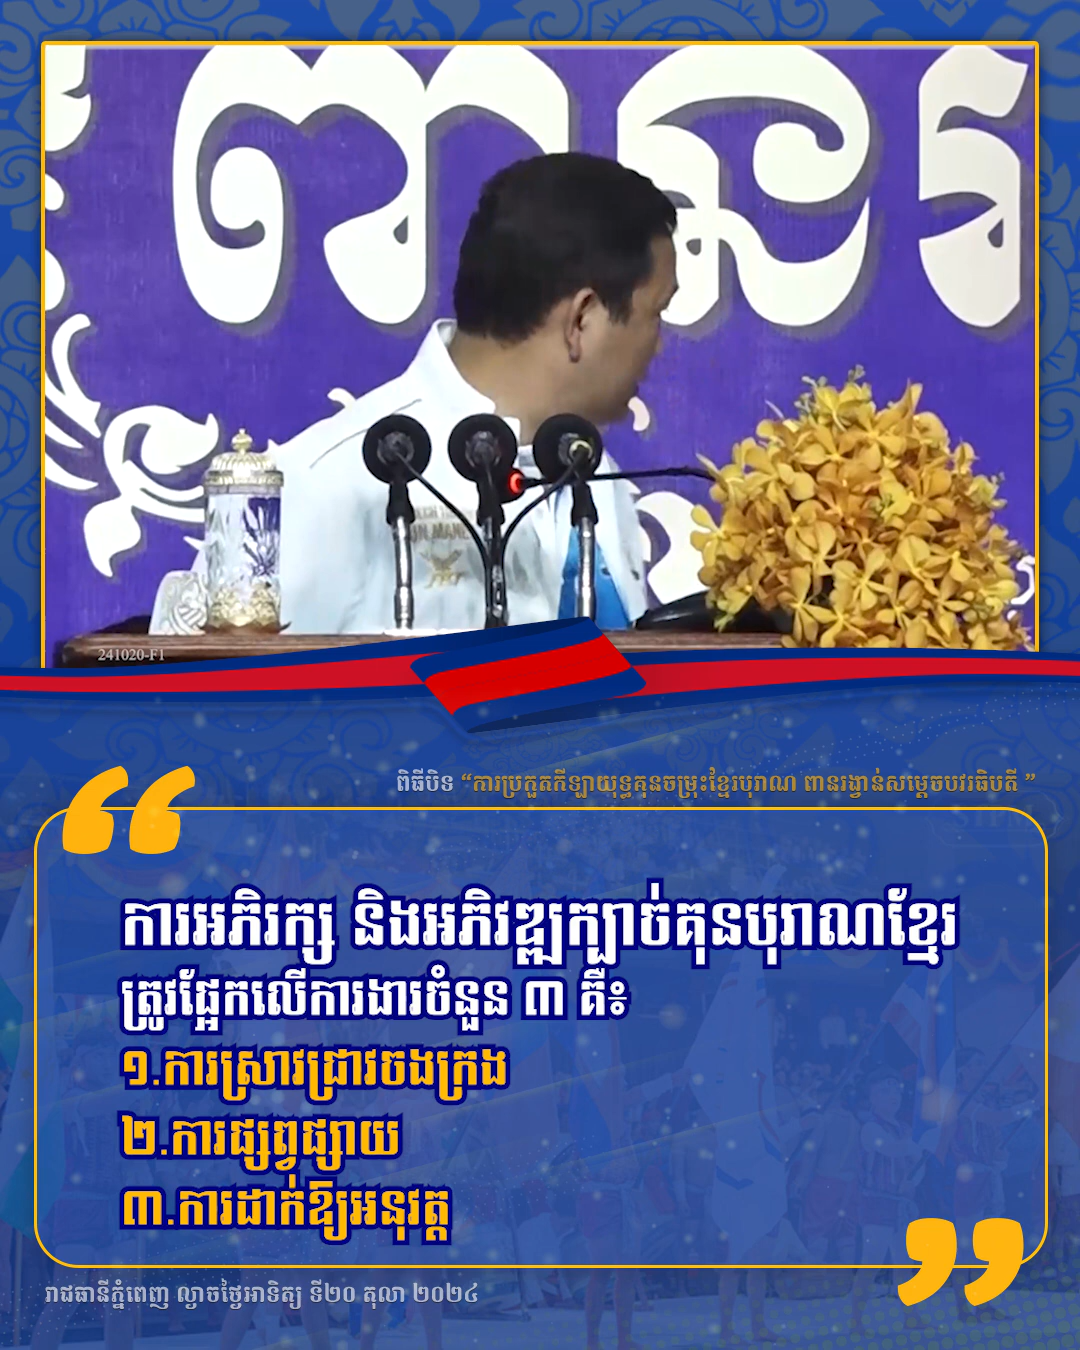 ពានរ
241020-F1
ពិធីបិទ “ការប្រកួតកីឡាយុទ្ធគុនចម្រុះខ្មែរបុរាណ ពានរង្វាន់សម្តេចបវរធិបតី ”
ការអភិរក្ស និងអភិវឌ្ឍក្បាច់គុនបុរាណខ្មែរ
ត្រូវផ្អែកលើការងារចំនួន ៣ គឺ៖
១.ការស្រាវជ្រាវចងក្រង
២.ការផ្សព្វផ្សាយ
៣.ការដាក់ឱ្យអនុវត្ត
រាជធានីភ្នំពេញ ល្ងាចថ្ងៃអាទិត្យ ទី២០ តុលា ២០២៤